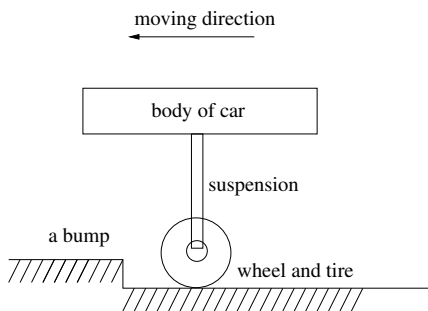 moving direction
body of car
suspension
a bump
wheel and tire